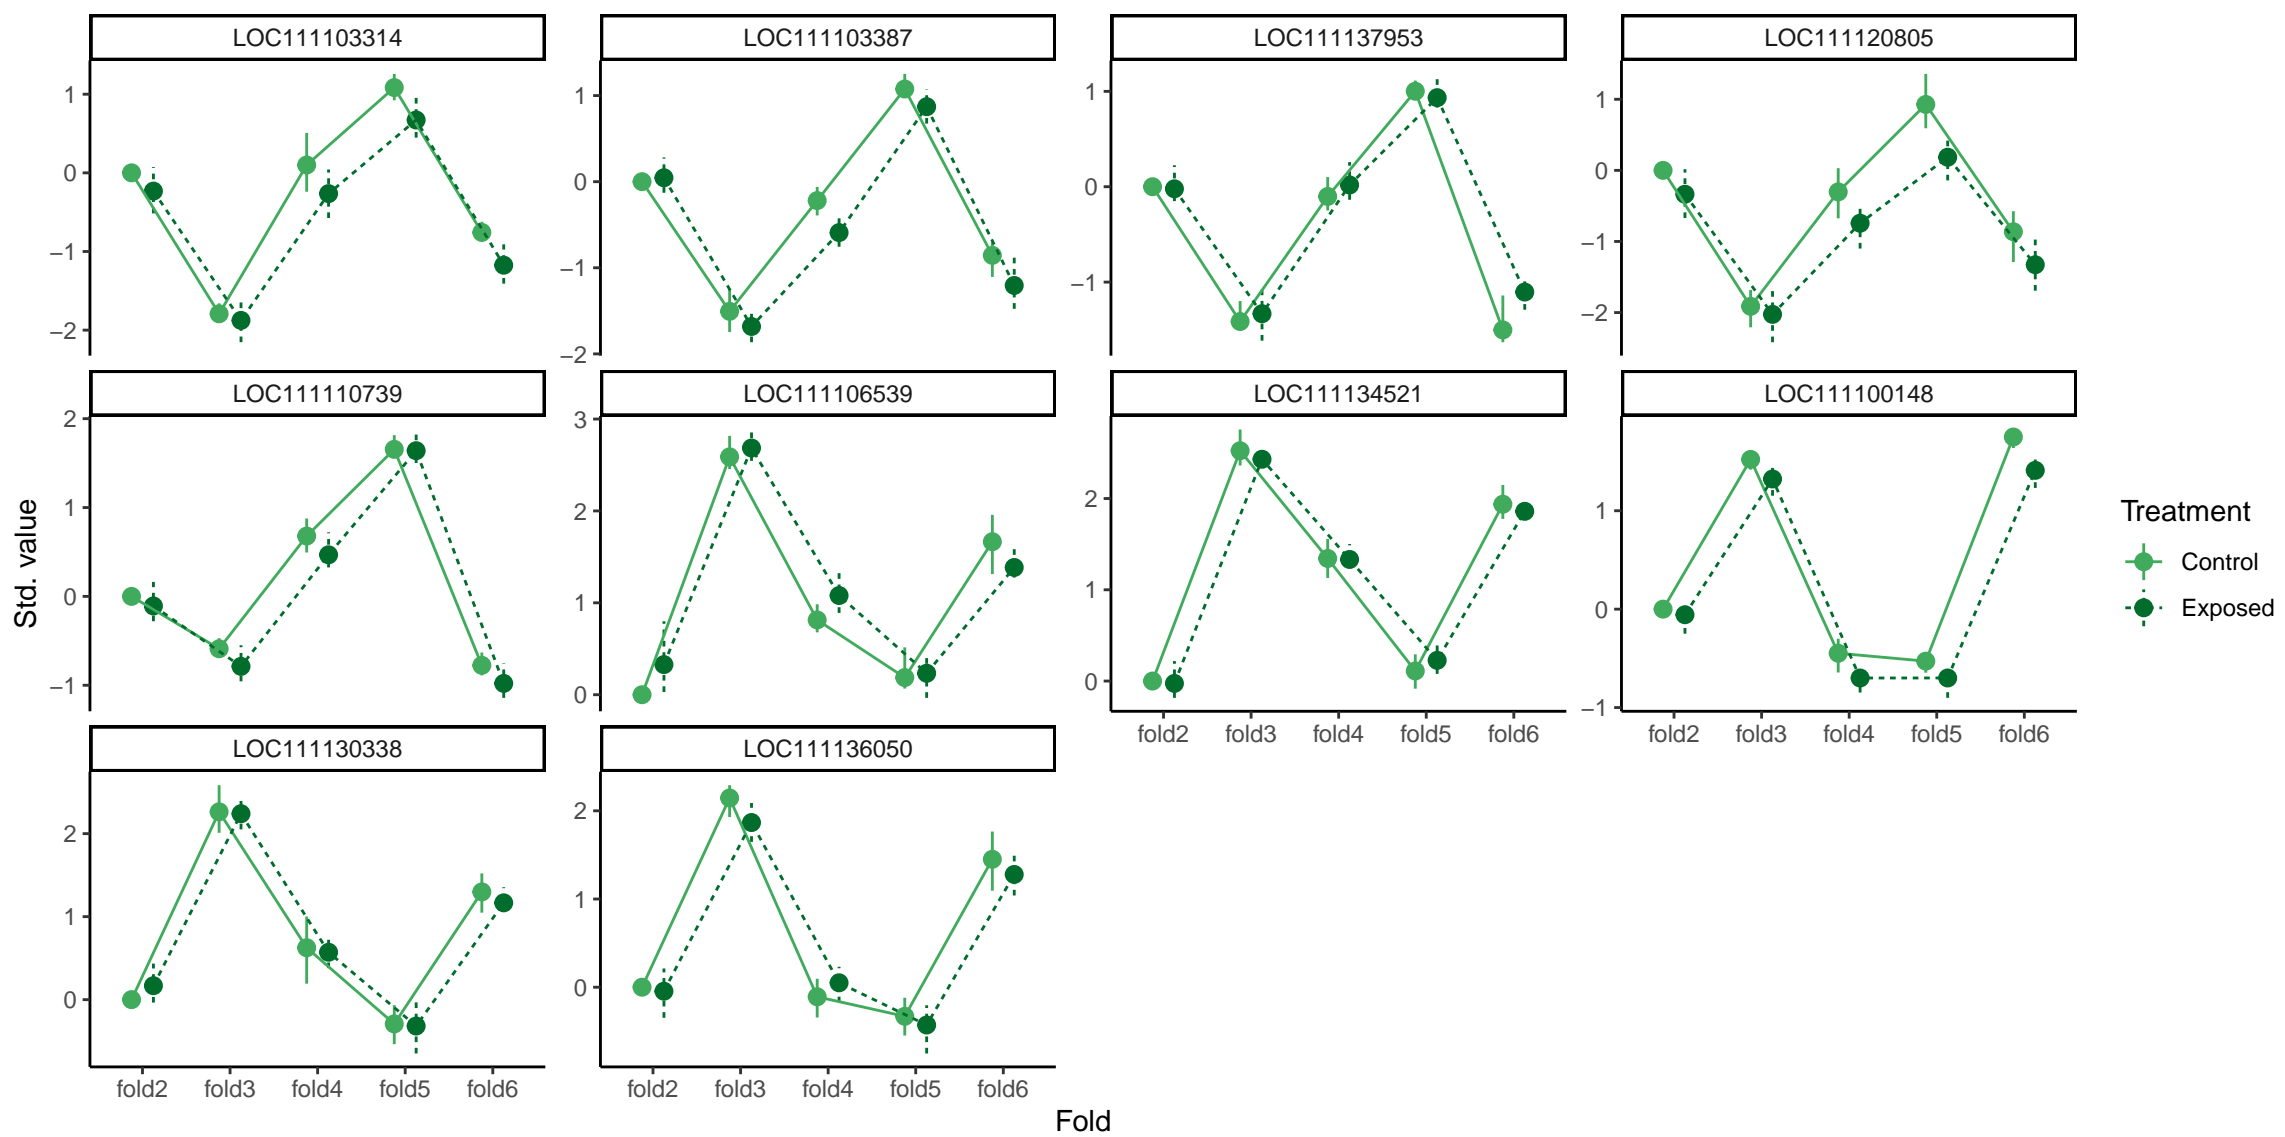 LOC111103314 LOC111103387 LOC111137953 LOC111120805
1 1 1 1
0 0 0 0
−1 −1 −1 −1
−2 −2 −2
LOC111110739 LOC111106539 LOC111134521 LOC111100148
2 3 2 1
1 2 1 0
0 1 0 −1
−1 0
fold2 fold3 fold4 fold5 fold6 fold2 fold3 fold4 fold5 fold6
LOC111130338 LOC111136050
2 2
1 1
0 0
fold2 fold3 fold4 fold5 fold6 fold2 fold3 fold4 fold5 fold6
Std. value
Fold
Treatment
Control
Exposed